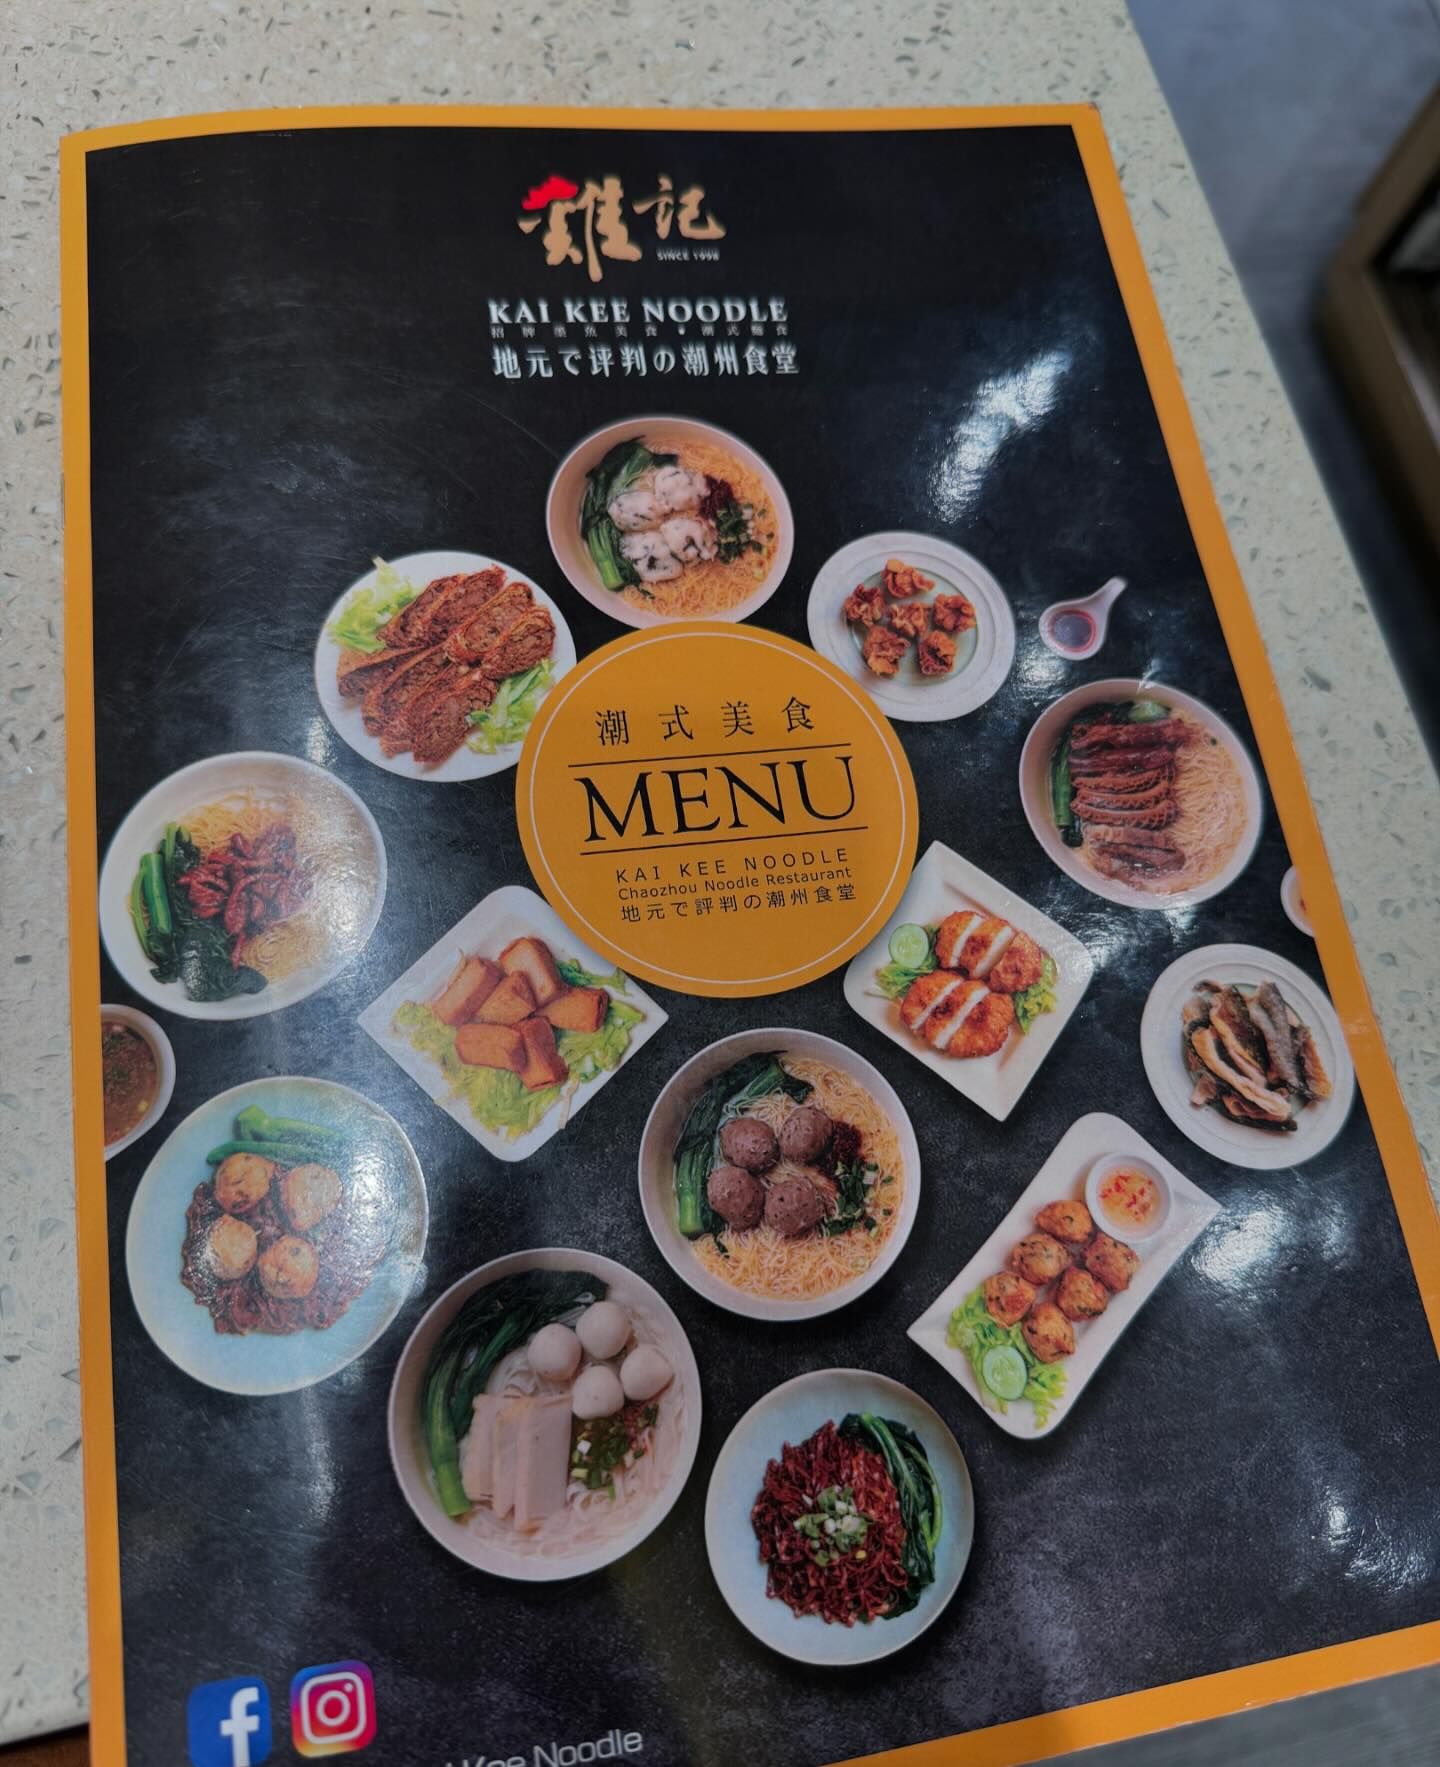 雞記
SINCE 1998
KAI KEE NOODLE
招牌墨魚美食•潮式麵食
地元で评判の潮州食堂
潮式美食
MENU
KAI KEE NOODLE
Chaozhou Noodle Restaurant
地元で評判の潮州食堂
Kee Noodle